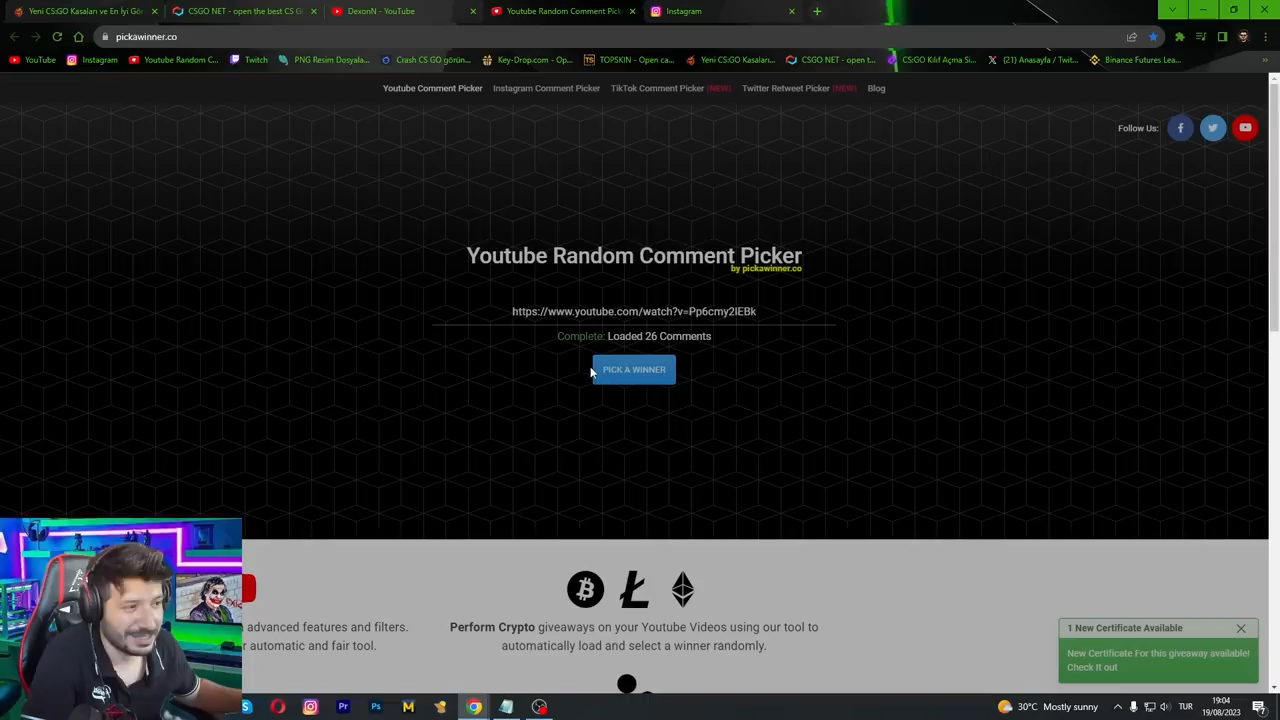 Yeni CS:GO Kasaları ve En İyi Gö
CSGO NET - open the best CS G
DexonN - YouTube
Youtube Random Comment Picke
Instagram
pickawinner.co
YouTube
Instagram
Youtube Random C...
Twitch
PNG Resim Dosyala...
Crash CS GO görün...
Key-Drop.com - Op...
TOPSKIN - Open ca...
Yeni CS:GO Kasaları...
CSGO NET - open t...
CS:GO Kılıf Açma Si...
(21) Anasayfa / Twit...
Binance Futures Lea...
Youtube Comment Picker
Instagram Comment Picker
TikTok Comment Picker [NEW]
Twitter Retweet Picker [NEW]
Blog
Follow Us:
Youtube Random Comment Picker
by pickawinner.co
https://www.youtube.com/watch?v=Pp6cmy2IEBk
Complete: Loaded 26 Comments
PICK A WINNER
advanced features and filters.
r automatic and fair tool.
Perform Crypto giveaways on your Youtube Videos using our tool to
automatically load and select a winner randomly.
1 New Certificate Available
New Certificate For this giveaway available!
Check It out
30°C Mostly sunny
TUR
19:04
19/08/2023